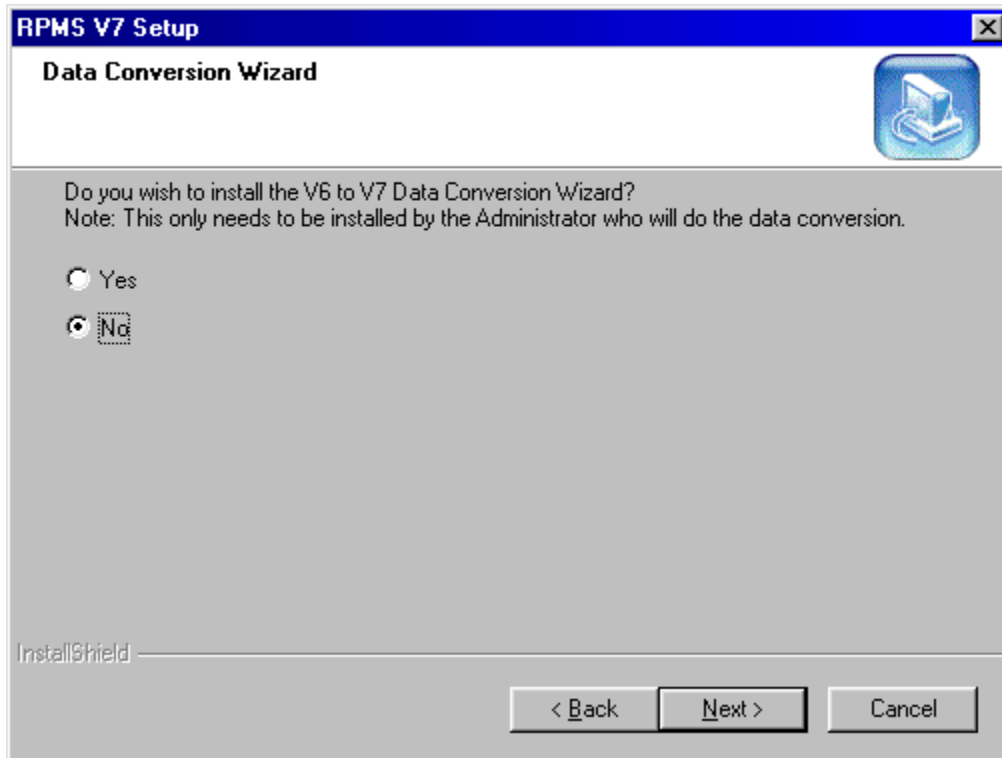 RPMS V7 Setup
Data Conversion Wizard
Do you wish to install the V6 to V7 Data Conversion Wizard?
Note: This only needs to be installed by the Administrator who will do the data conversion.
Yes
No
InstallShield
< Back Next > Cancel